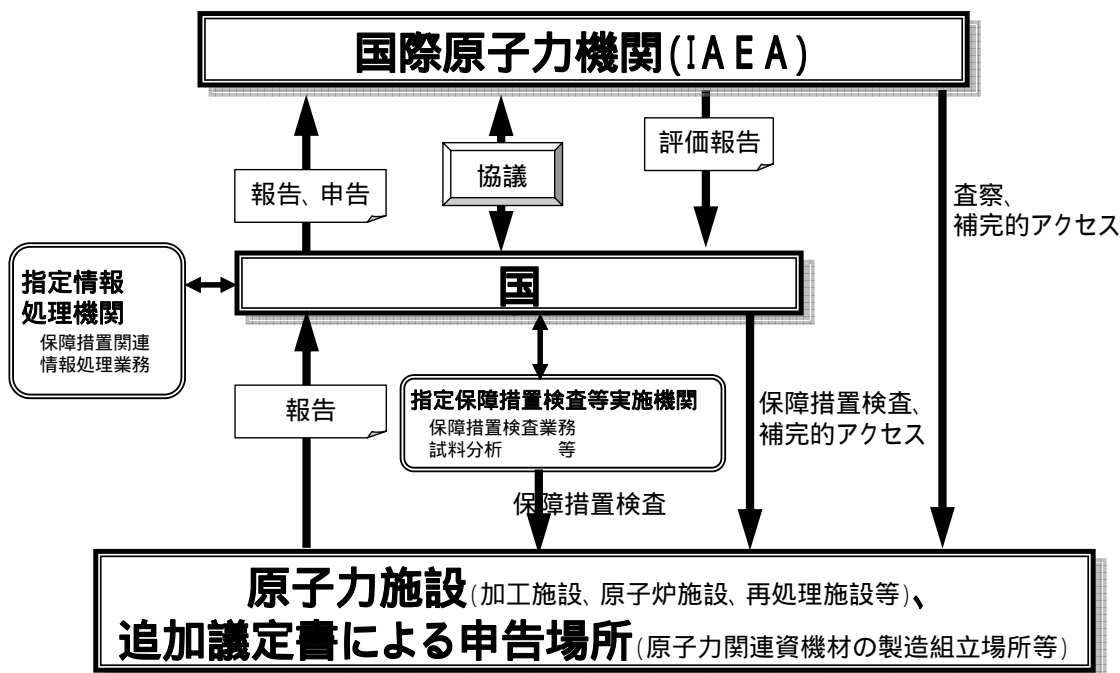 国際原子力機関(IAEA)
報告、申告
協議
評価報告
査察、
補完的アクセス
指定情報
処理機関
保障措置関連
情報処理業務
国
報告
指定保障措置検査等実施機関
保障措置検査業務
試料分析 等
保障措置検査、
補完的アクセス
保障措置検査
原子力施設(加工施設、原子炉施設、再処理施設等)、
追加議定書による申告場所(原子力関連資機材の製造組立場所等)